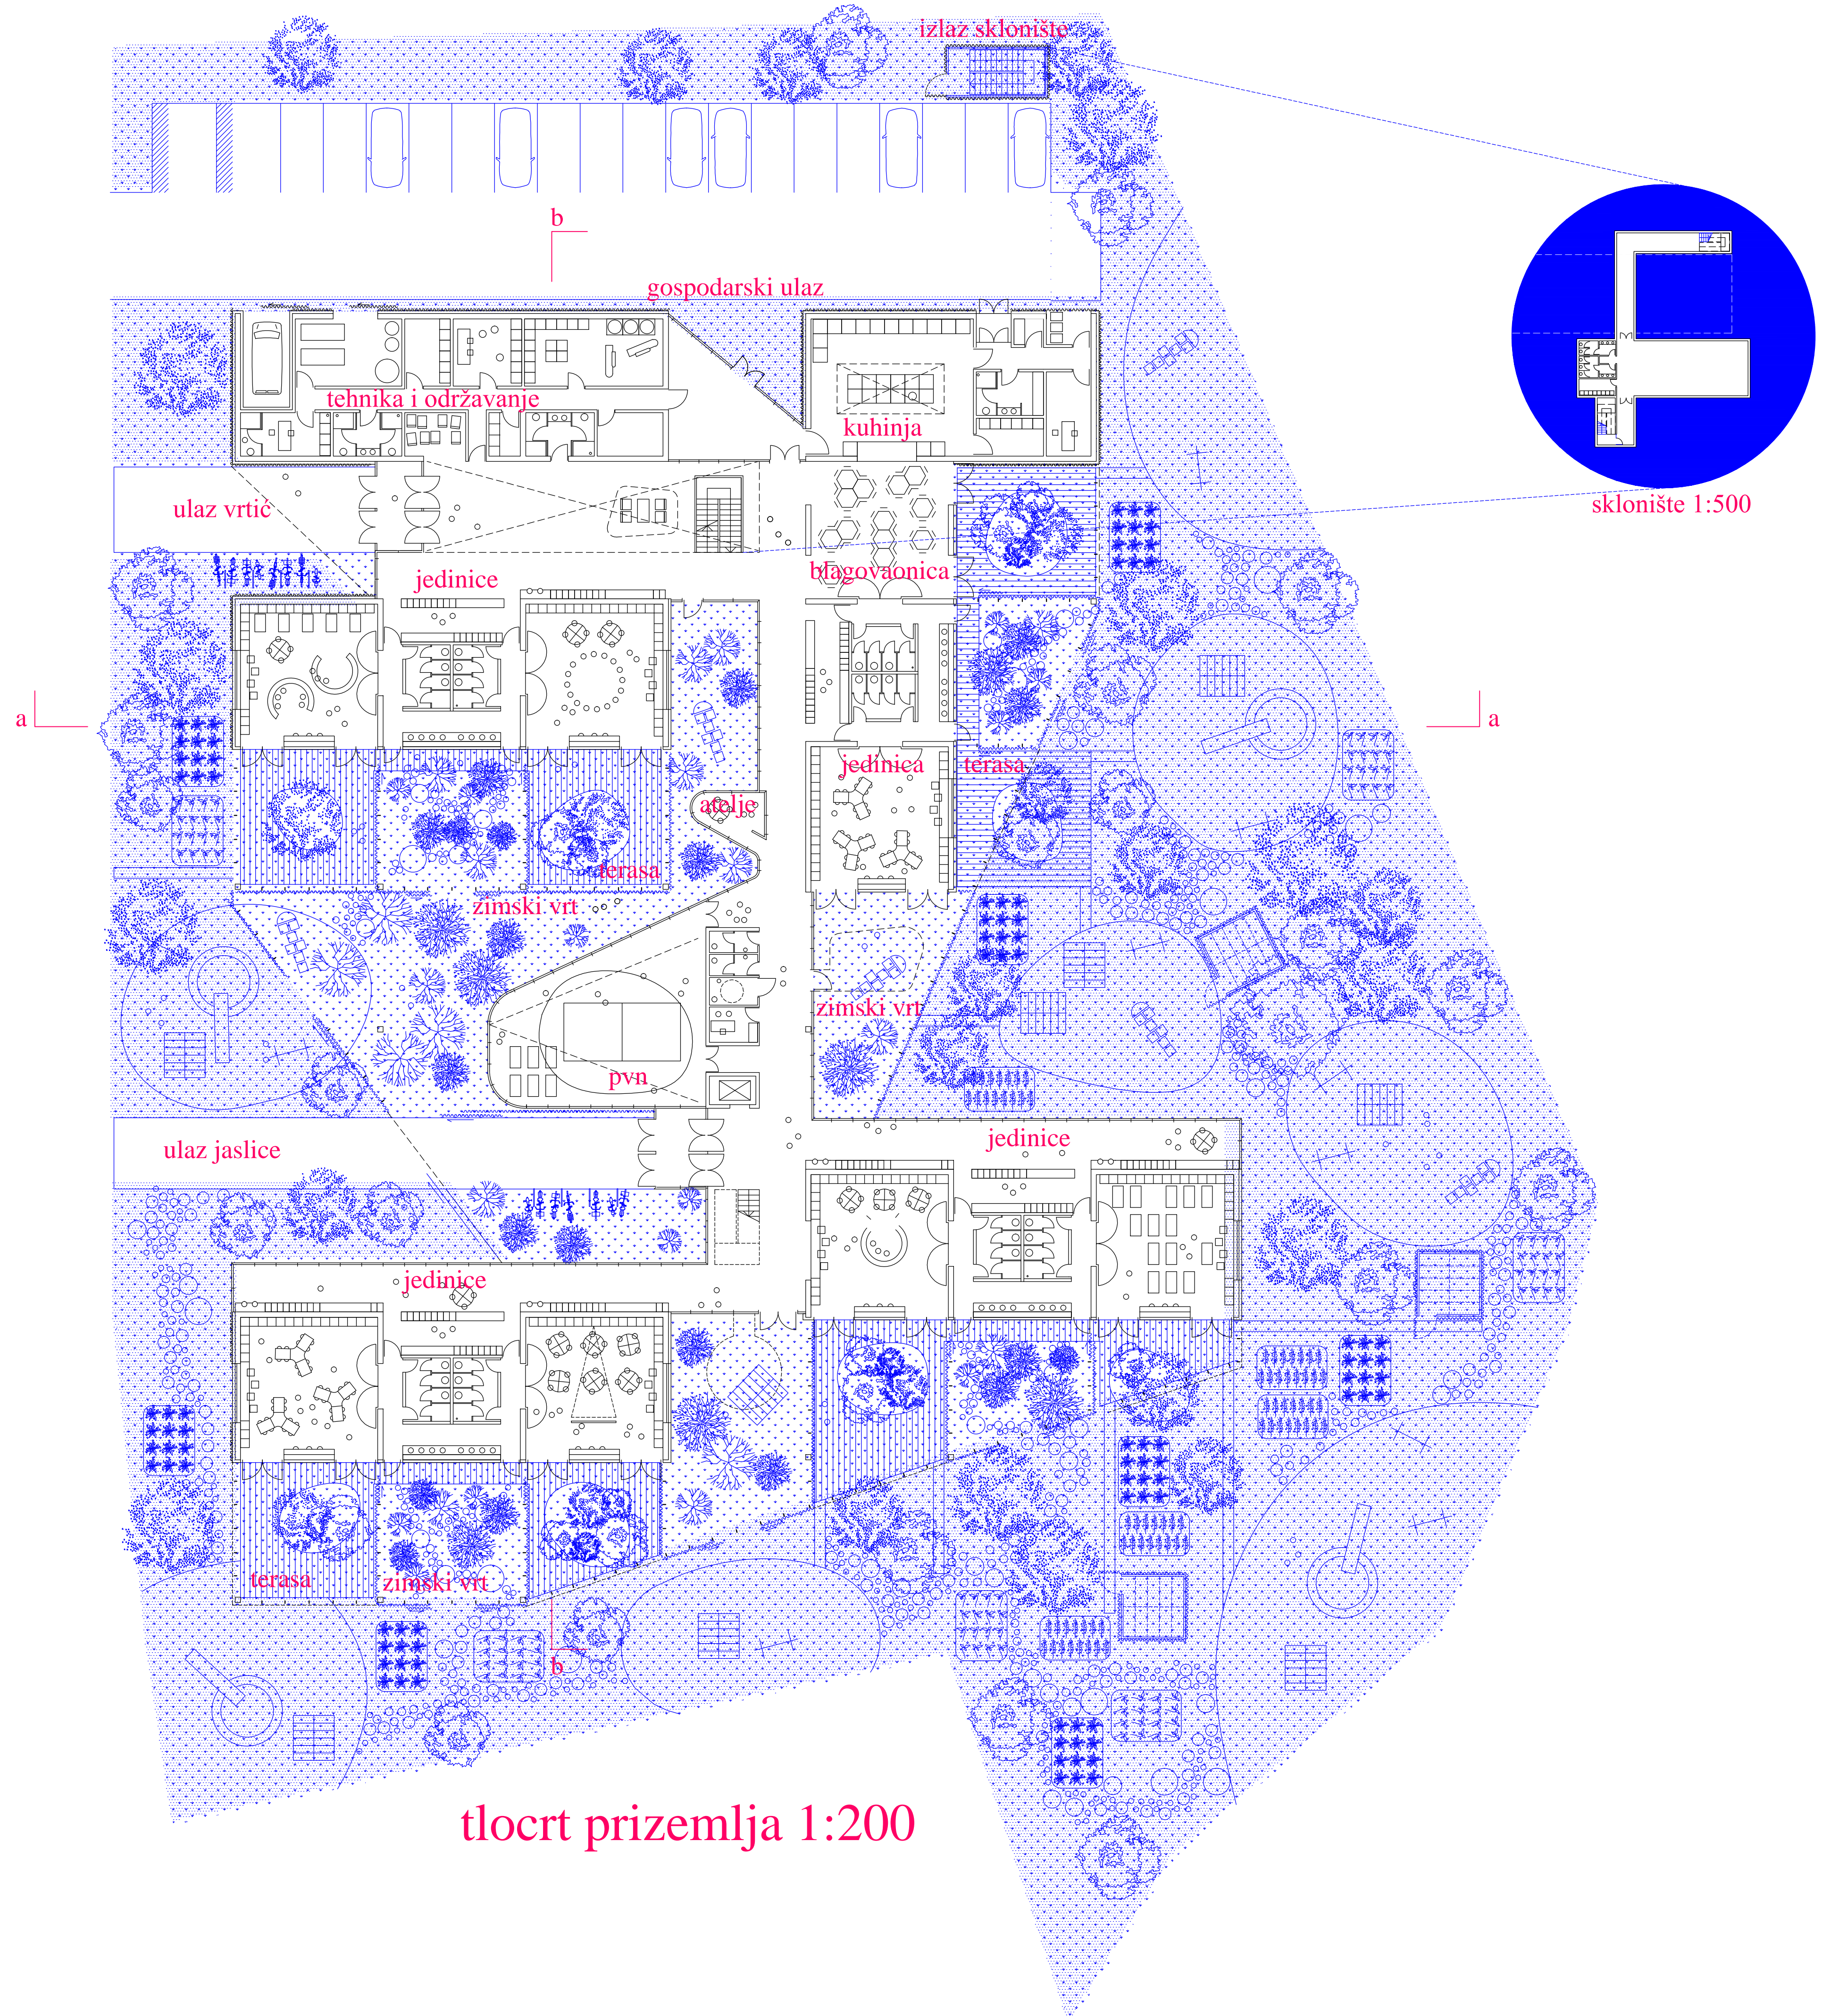 izlaz sklonište
b
gospodarski ulaz
tehnika i održavanje
kuhinja
ulaz vrtić
sklonište 1:500
jedinice
blagovaonica
a
a
jedinica
terasa
atelje
terasa
zimski vrt
zimski vrt
pvn
ulaz jaslice
jedinice
jedinice
terasa
zimski vrt
b
tlocrt prizemlja 1:200